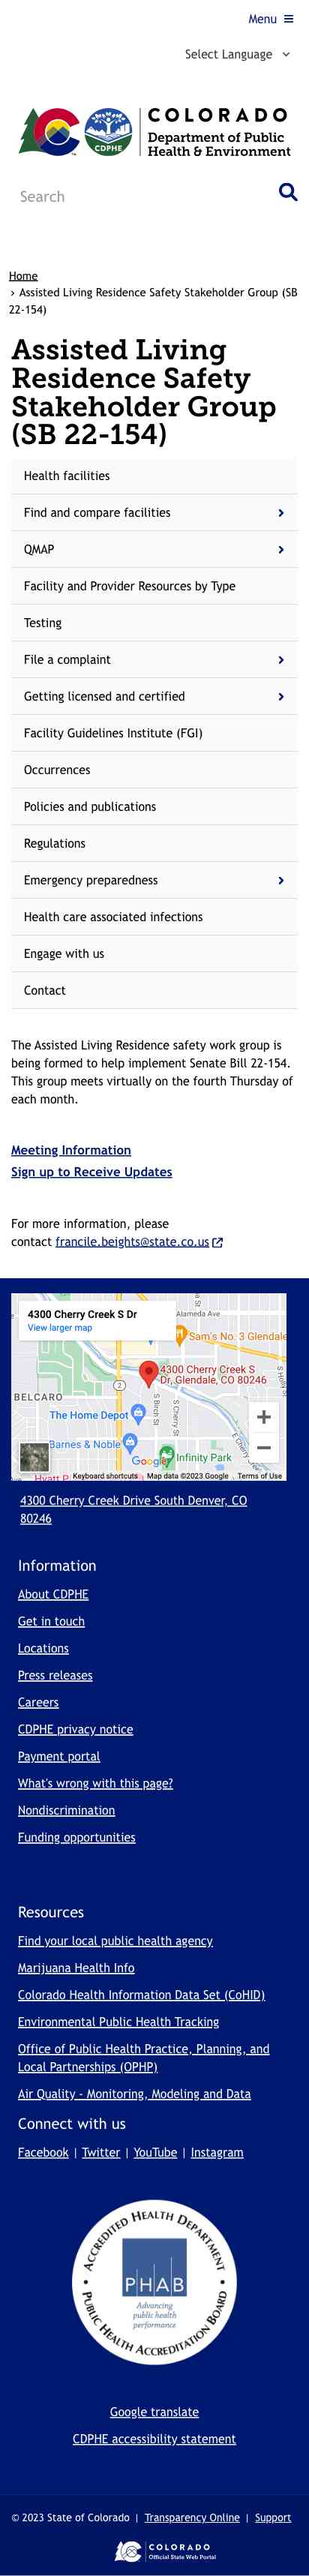 Menu
Select Language
CDPHE
TM
COLORADO
Department of Public
Health & Environment
Search
Home
› Assisted Living Residence Safety Stakeholder Group (SB
22-154)
Assisted Living
Residence Safety
Stakeholder Group
(SB 22-154)
Health facilities
Find and compare facilities
QMAP
Facility and Provider Resources by Type
Testing
File a complaint
Getting licensed and certified
Facility Guidelines Institute (FGI)
Occurrences
Policies and publications
Regulations
Emergency preparedness
Health care associated infections
Engage with us
Contact
The Assisted Living Residence safety work group is
being formed to help implement Senate Bill 22-154.
This group meets virtually on the fourth Thursday of
each month.
Meeting Information
Sign up to Receive Updates
For more information, please
contact francile.beights@state.co.us
4300 Cherry Creek S Dr
View larger map
Alameda Ave
Sam's No. 3 Glendale
4300 Cherry Creek S
Dr, Glendale, CO 80246
2
BELCARO
The Home Depot
S Birch St
S Cherry St
Barnes & Noble
Google
Infinity Park
Hyatt P
Keyboard shortcuts
Map data ©2023 Google
Terms of Use
4300 Cherry Creek Drive South Denver, CO
80246
Information
About CDPHE
Get in touch
Locations
Press releases
Careers
CDPHE privacy notice
Payment portal
What's wrong with this page?
Nondiscrimination
Funding opportunities
Resources
Find your local public health agency
Marijuana Health Info
Colorado Health Information Data Set (CoHID)
Environmental Public Health Tracking
Office of Public Health Practice, Planning, and
Local Partnerships (OPHP)
Air Quality - Monitoring, Modeling and Data
Connect with us
Facebook | Twitter | YouTube | Instagram
ACCREDITED HEALTH DEPARTMENT
PHAB
Advancing
public health
performance
PUBLIC HEALTH ACCREDITATION BOARD
Google translate
CDPHE accessibility statement
© 2023 State of Colorado | Transparency Online | Support
COLORADO
Official State Web Portal